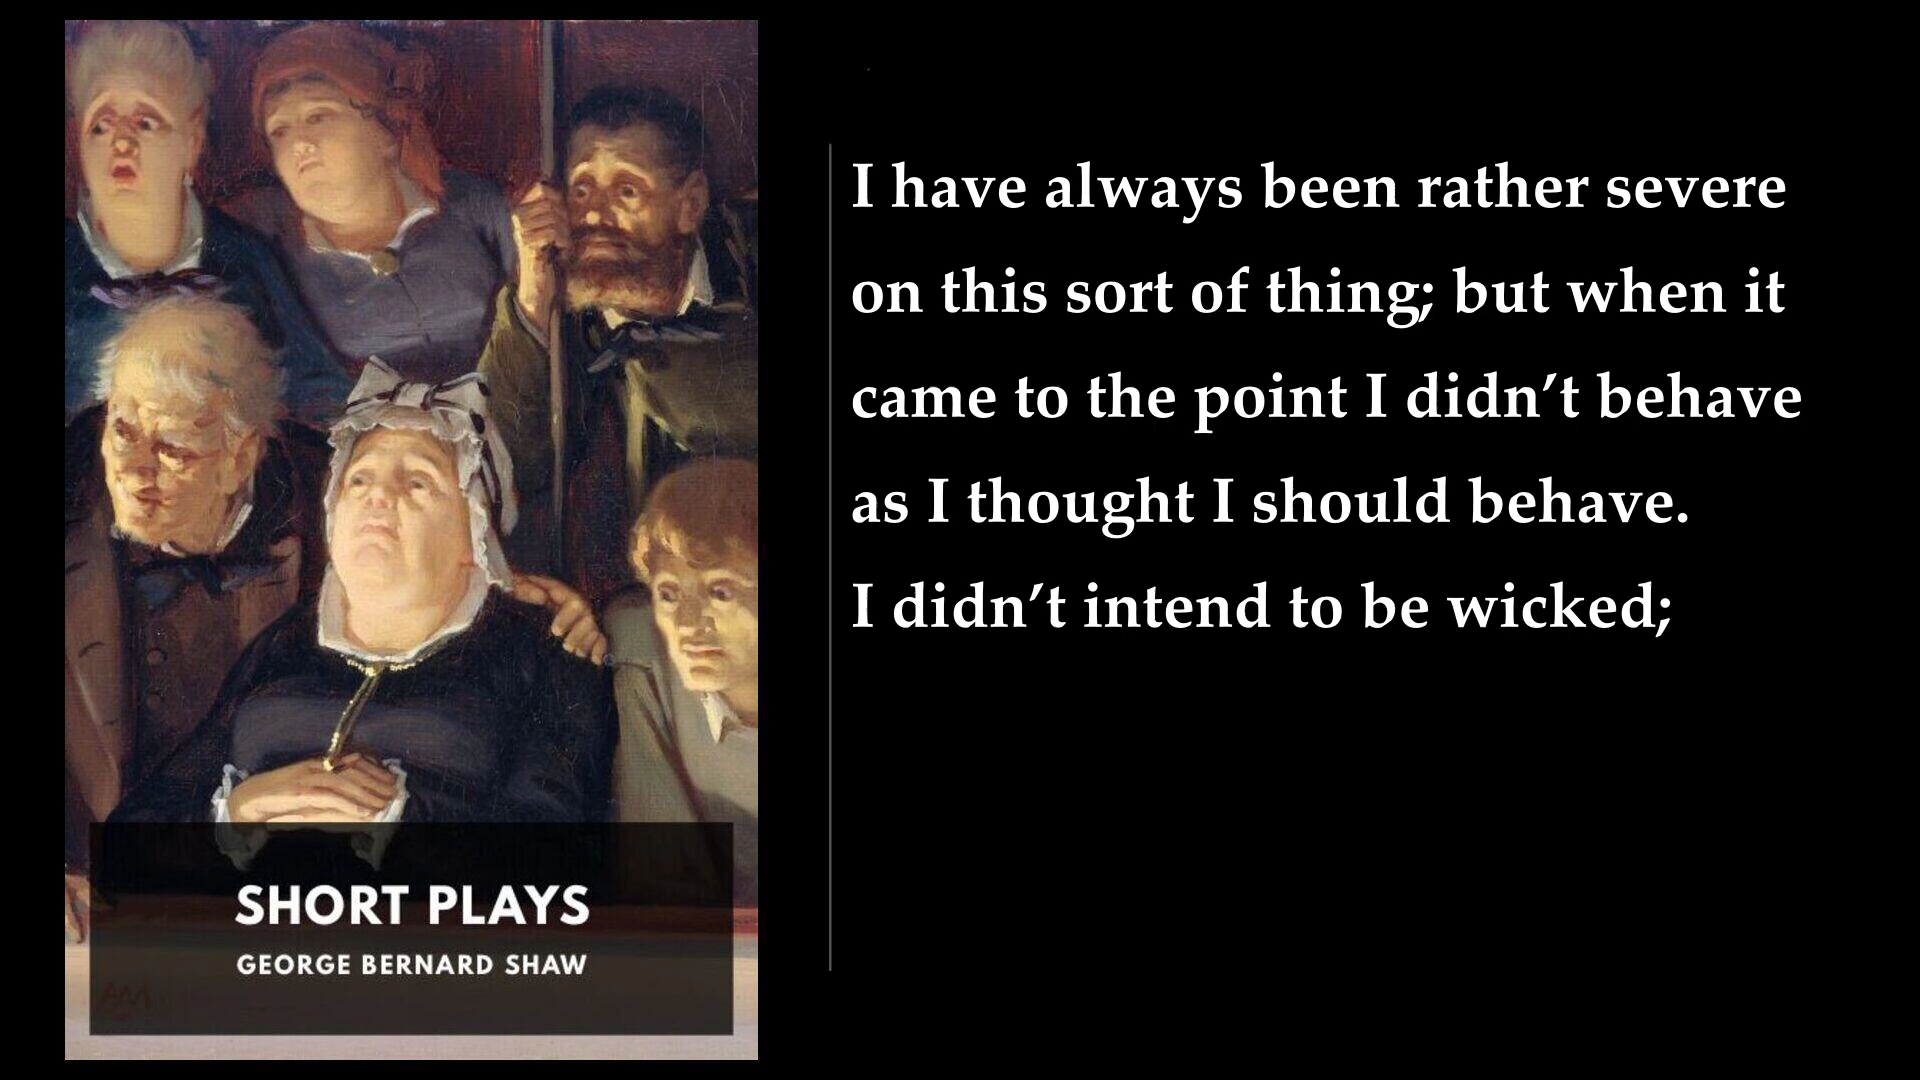 I have always been rather severe
on this sort of thing; but when it
came to the point I didn’t behave
as I thought I should behave.
I didn’t intend to be wicked;
SHORT PLAYS
GEORGE BERNARD SHAW